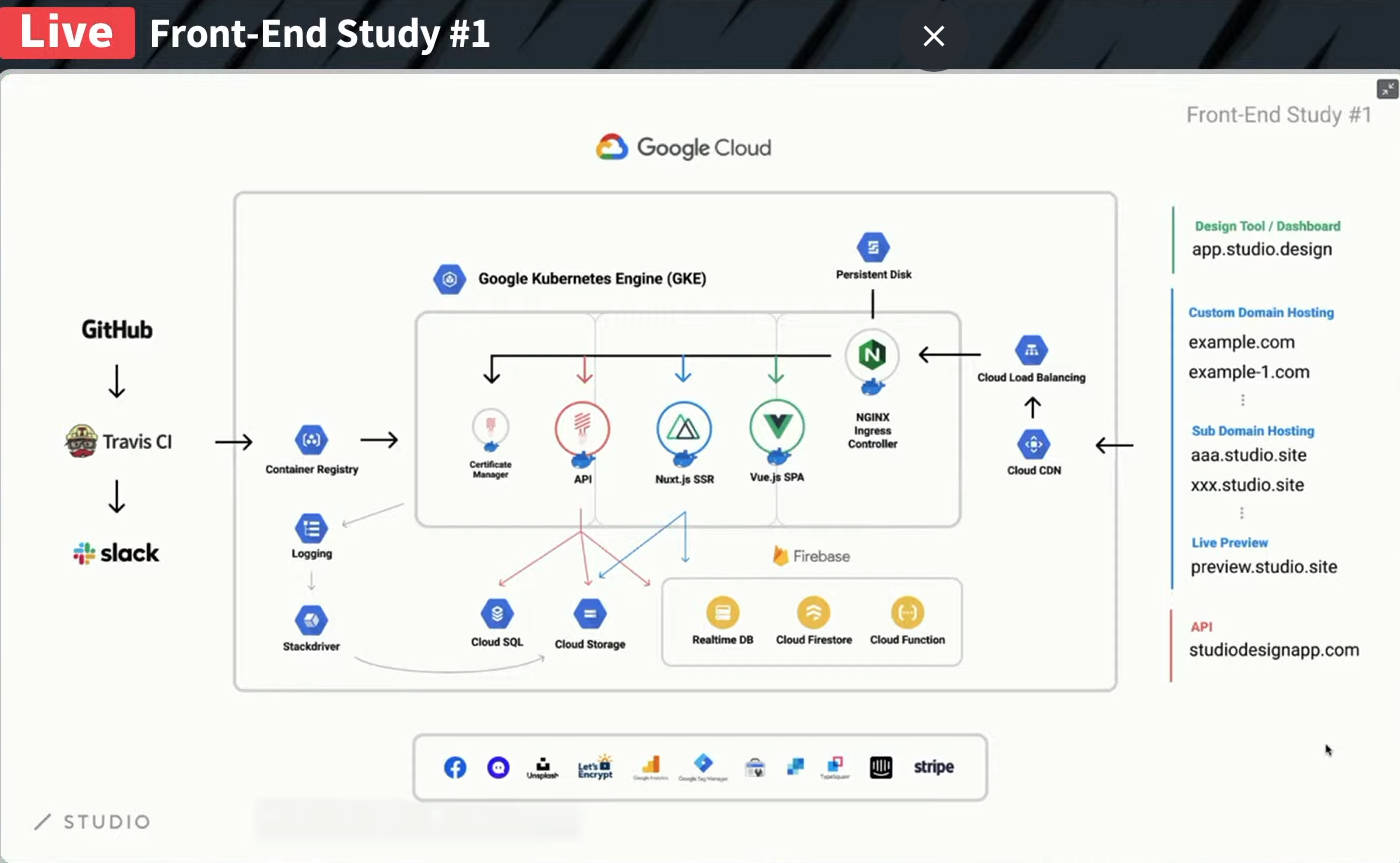 Live Front-End Study #1
Front-End Study #1
Google Cloud
Google Kubernetes Engine (GKE)
Persistent Disk
GitHub
Travis CI
slack
Container Registry
Logging
Stackdriver
Certificate
Manager
API
Nuxt.js SSR
Vue.js SPA
NGINX
Ingress
Controller
Cloud Load Balancing
Cloud CDN
Cloud SQL
Cloud Storage
Firebase
Realtime DB
Cloud Firestore
Cloud Function
Design Tool / Dashboard
app.studio.design
Custom Domain Hosting
example.com
example-1.com
Sub Domain Hosting
aaa.studio.site
xxx.studio.site
Live Preview
preview.studio.site
API
studiodesignapp.com
Unsplash
Let's
Encrypt
Google Analytics
Google Tag Manager
TypeSquare
stripe
STUDIO